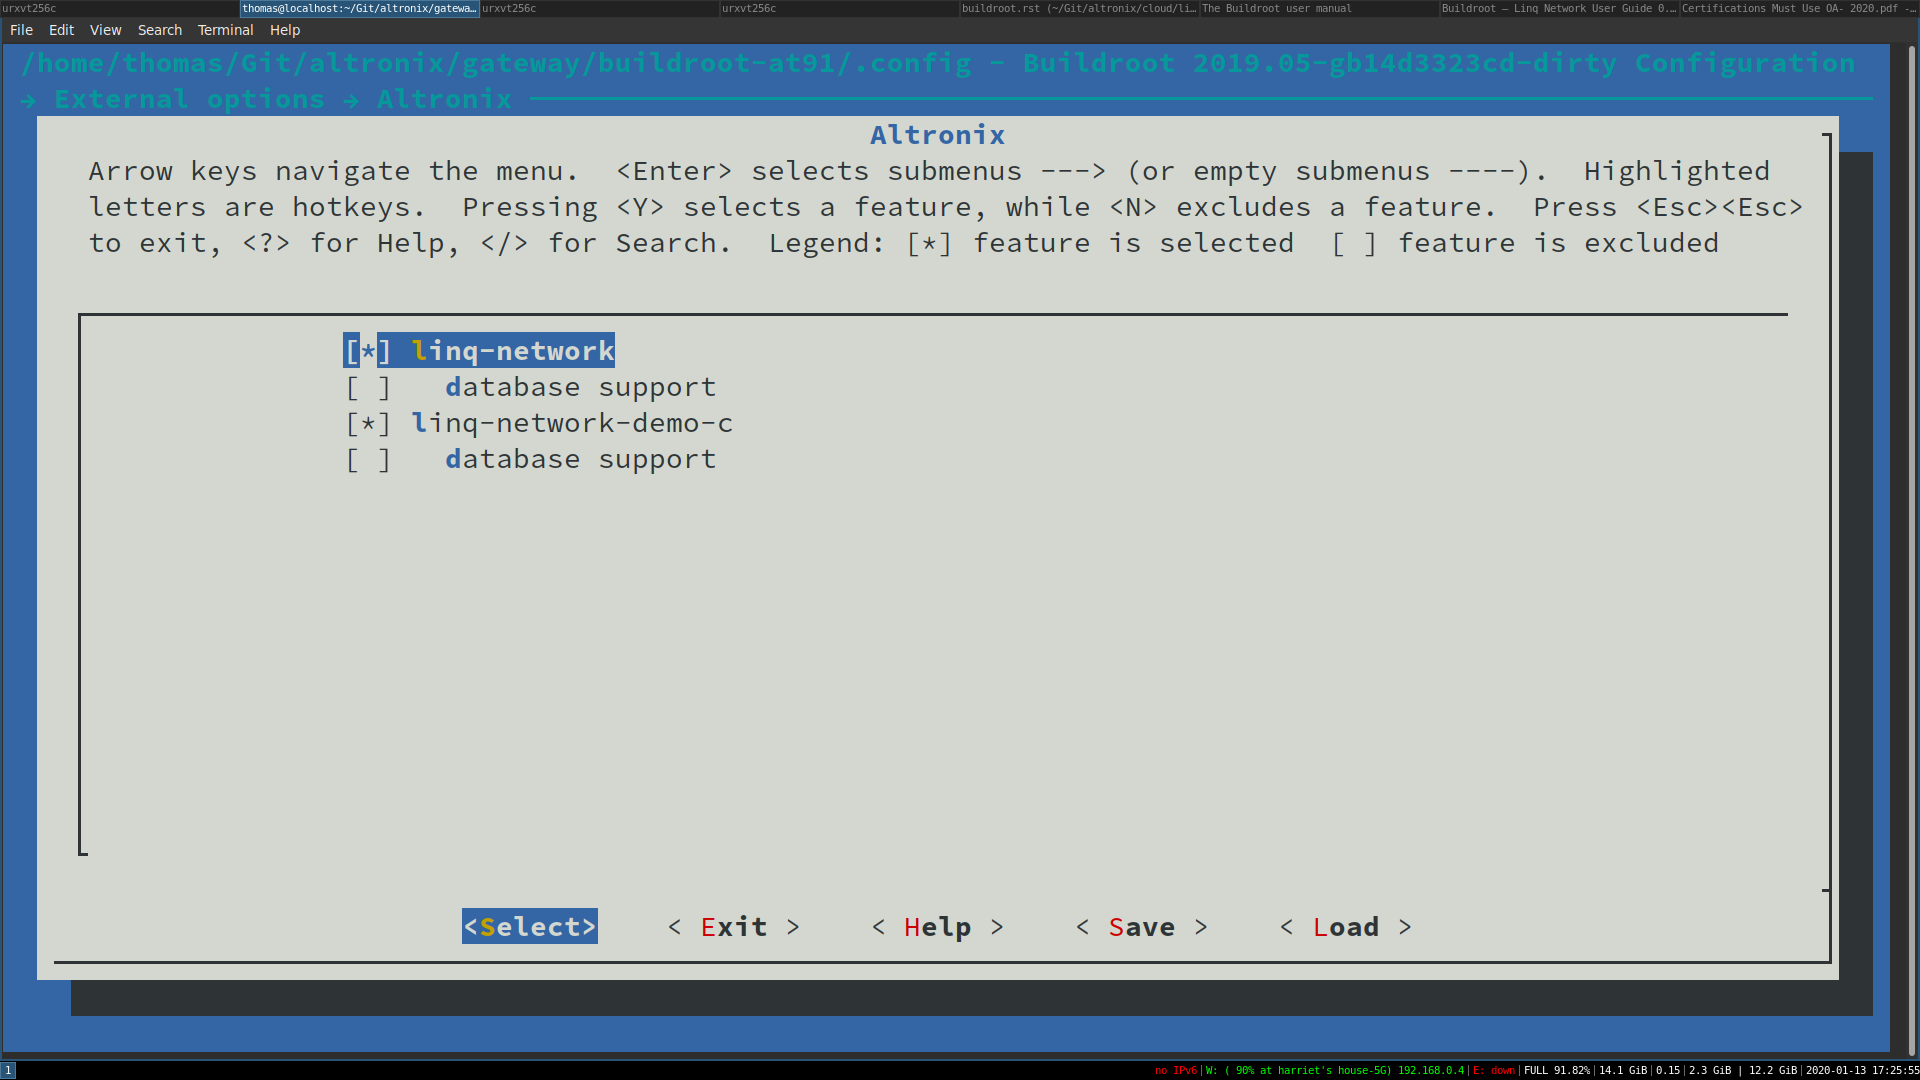 urxvt256c thomas@localhost:~/Git/altronix/gatewa… urxvt256c urxvt256c buildroot.rst (~/Git/altronix/cloud/li… The Buildroot user manual Buildroot — Linq Network User Guide 0.… Certifications Must Use OA- 2020.pdf -…
File Edit View Search Terminal Help
/home/thomas/Git/altronix/gateway/buildroot-at91/.config - Buildroot 2019.05-gb14d3323cd-dirty Configuration
→ External options → Altronix
Altronix
Arrow keys navigate the menu.  <Enter> selects submenus ---> (or empty submenus ----).  Highlighted
letters are hotkeys.  Pressing <Y> selects a feature, while <N> excludes a feature.  Press <Esc><Esc>
to exit, <?> for Help, </> for Search.  Legend: [*] feature is selected  [ ] feature is excluded
[*] linq-network
[ ]   database support
[*] linq-network-demo-c
[ ]   database support
<Select> < Exit > < Help > < Save > < Load >
1 no IPv6|W: ( 90% at harriet's house-5G) 192.168.0.4|E: down|FULL 91.82%|14.1 GiB|0.15|2.3 GiB | 12.2 GiB|2020-01-13 17:25:55